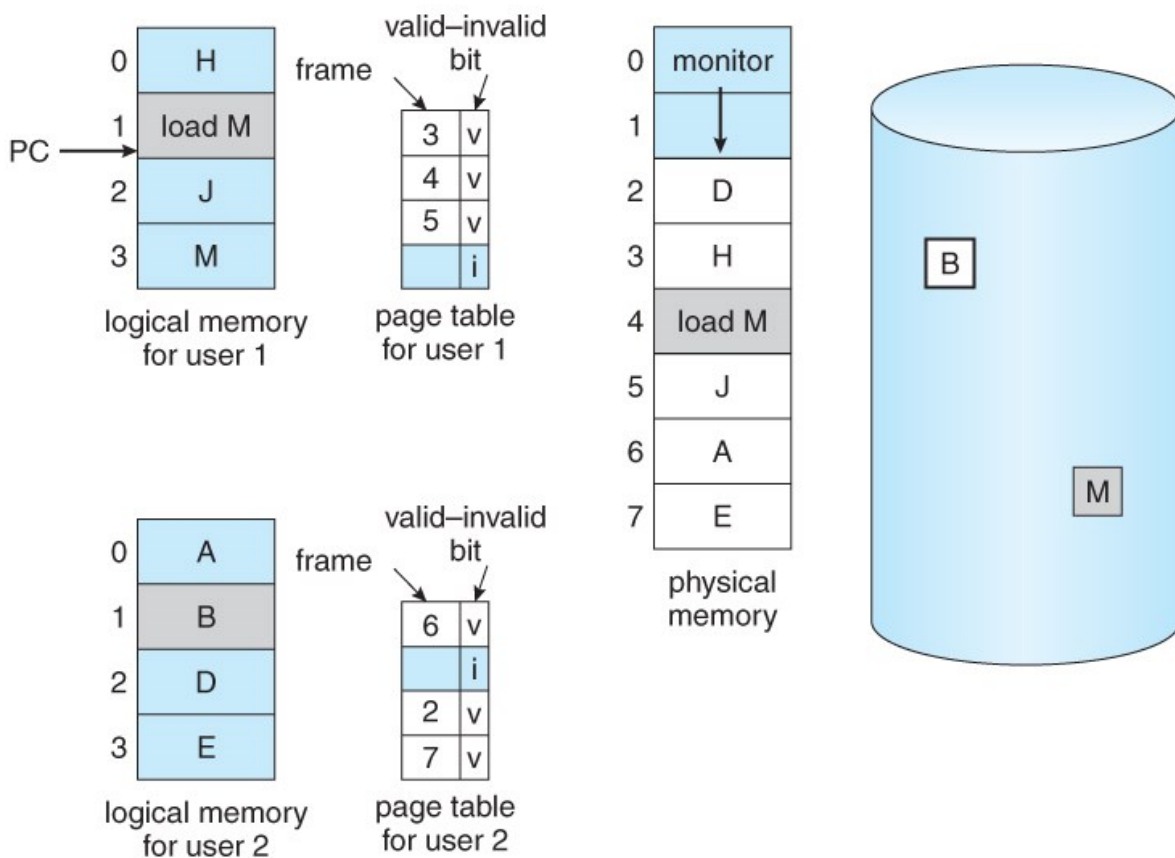 valid–invalid
bit
frame
0 H
1 load M
PC
2 J
3 M
3 v
4 v
5 v
i
logical memory
for user 1
page table
for user 1
valid–invalid
bit
frame
0 A
1 B
2 D
3 E
6 v
i
2 v
7 v
logical memory
for user 2
page table
for user 2
0 monitor
1
2 D
3 H
4 load M
5 J
6 A
7 E
physical
memory
B
M